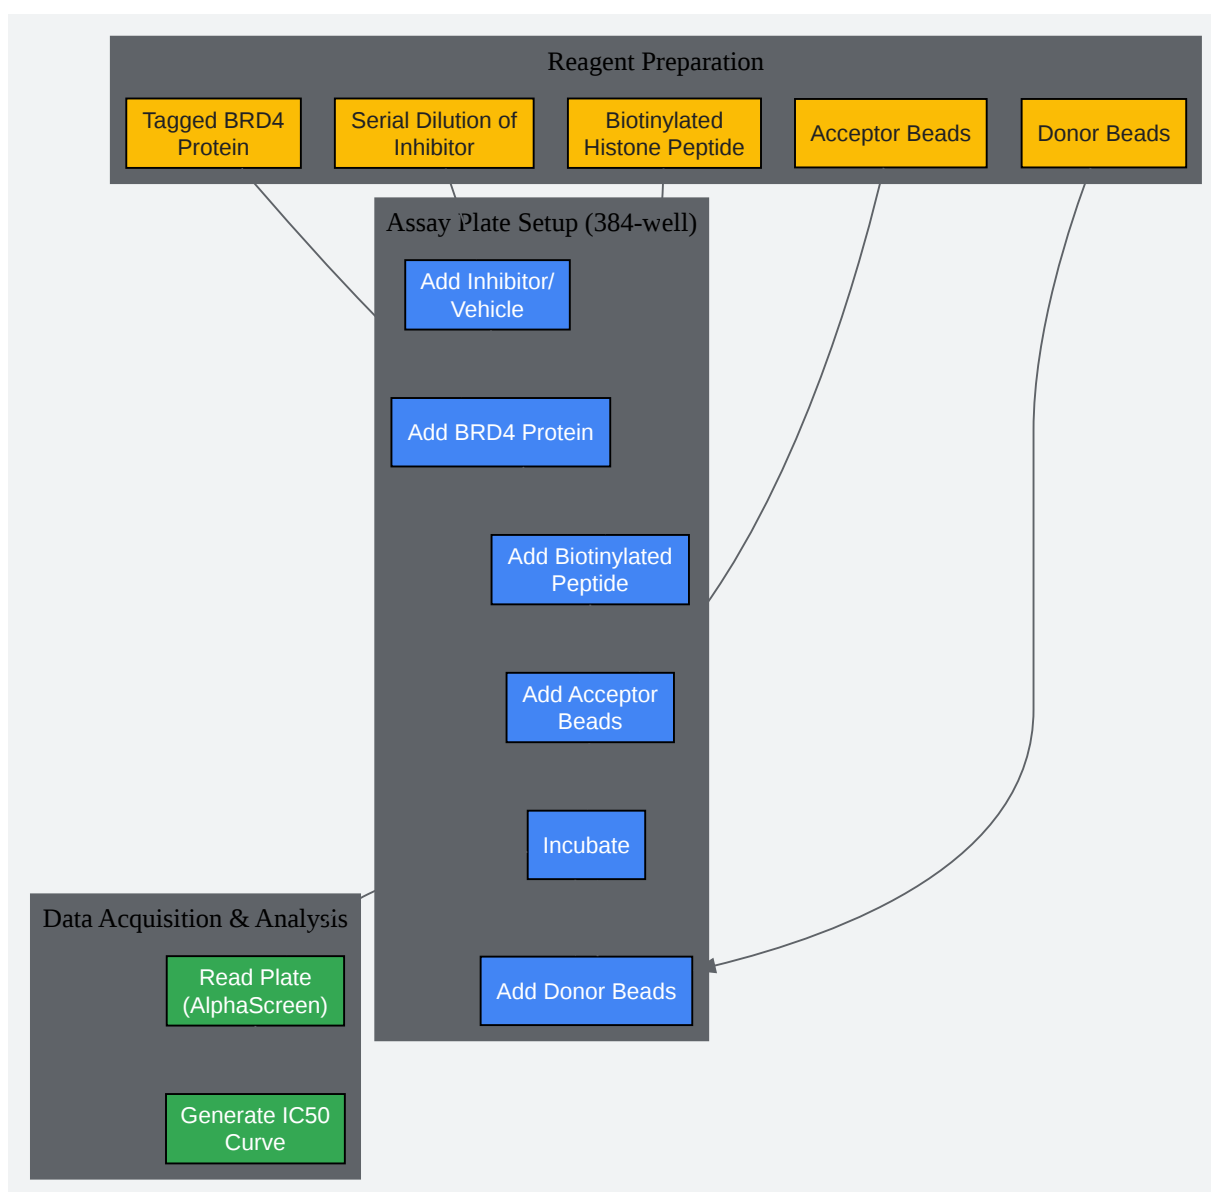 Reagent Preparation
Tagged BRD4
Protein
Serial Dilution of
Inhibitor
Biotinylated
Histone Peptide
Acceptor Beads
Donor Beads
Assay Plate Setup (384-well)
Add Inhibitor/
Vehicle
Add BRD4 Protein
Add Biotinylated
Peptide
Add Acceptor
Beads
Incubate
Add Donor Beads
Data Acquisition & Analysis
Read Plate
(AlphaScreen)
Generate IC50
Curve